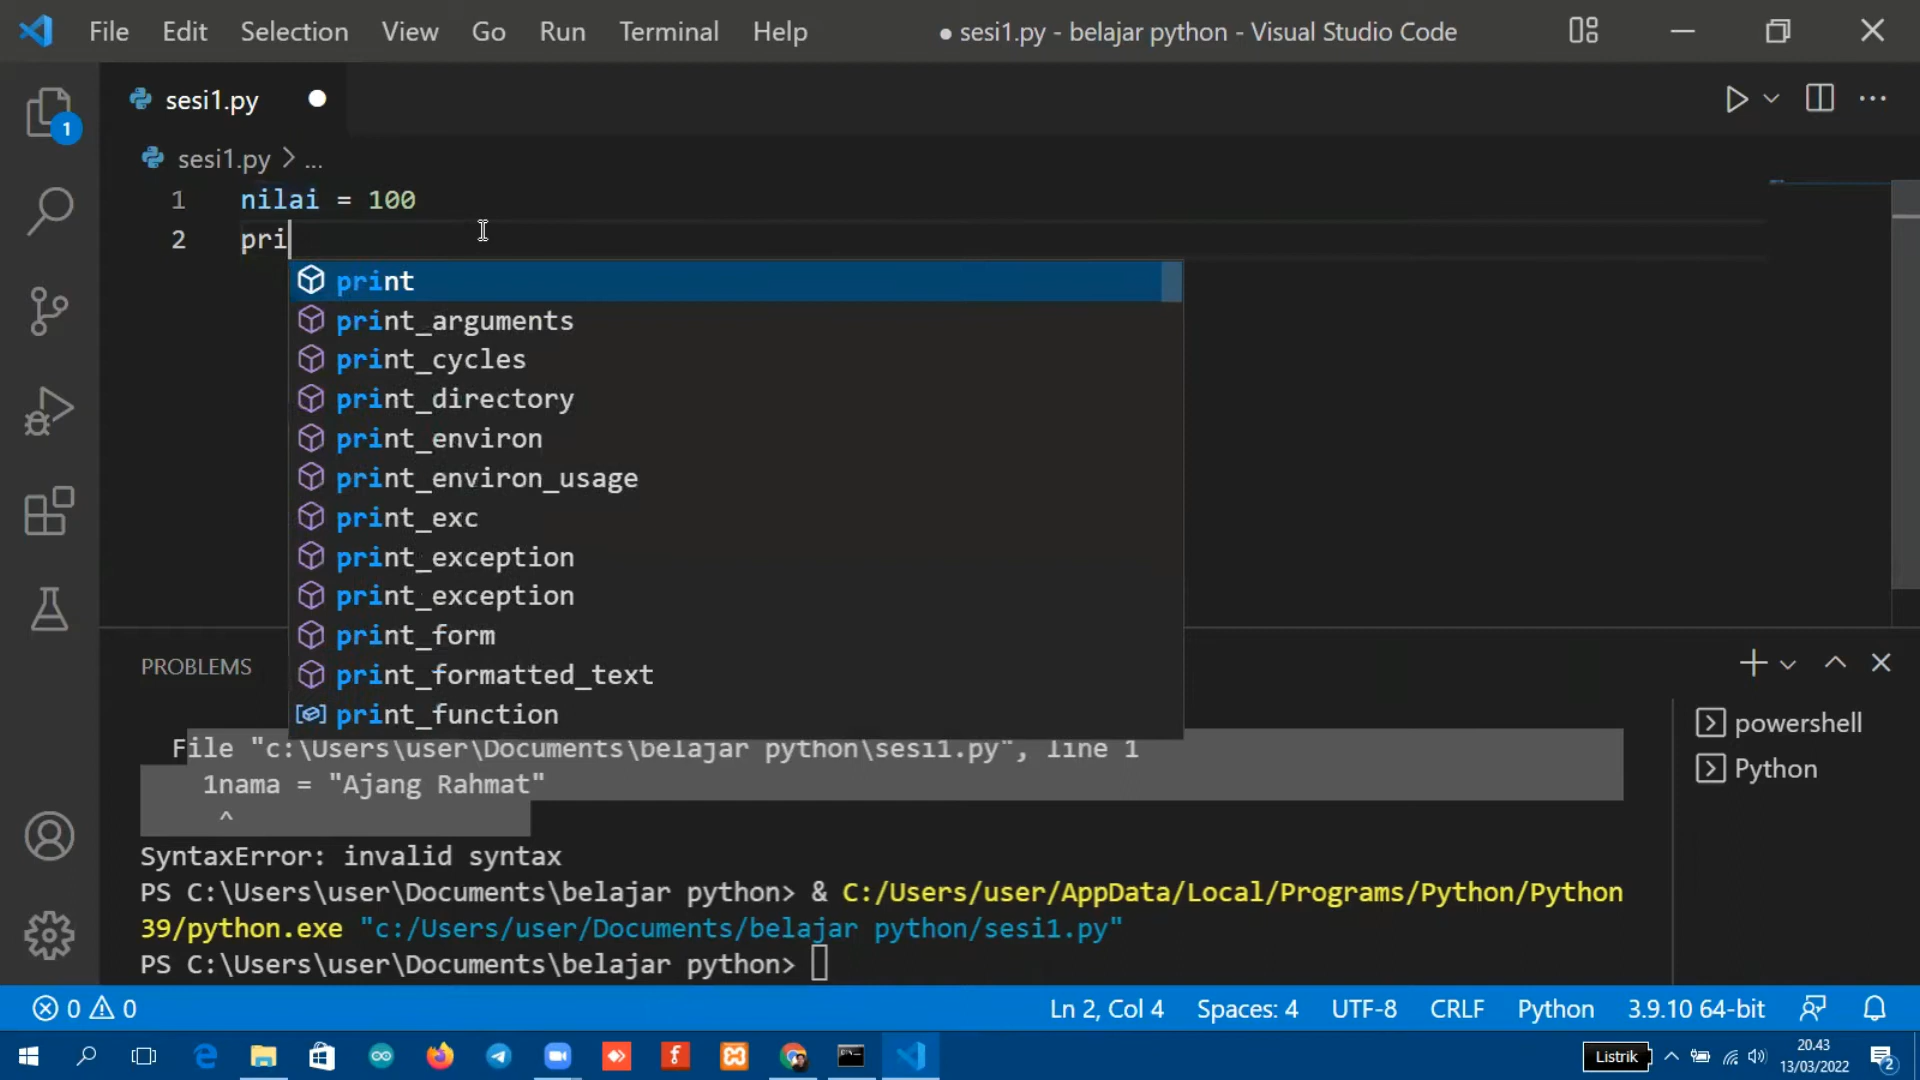 File Edit Selection View Go Run Terminal Help ● sesi1.py - belajar python - Visual Studio Code
sesi1.py
1
sesi1.py > ...
1 nilai = 100
2 pri
print
print_arguments
print_cycles
print_directory
print_environ
print_environ_usage
print_exc
print_exception
print_exception
print_form
print_formatted_text
print_function
PROBLEMS
powershell
Python
File "c:\Users\user\Documents\belajar python\sesi1.py", line 1
1nama = "Ajang Rahmat"
^
SyntaxError: invalid syntax
PS C:\Users\user\Documents\belajar python> & C:/Users/user/AppData/Local/Programs/Python/Python
39/python.exe "c:/Users/user/Documents/belajar python/sesi1.py"
PS C:\Users\user\Documents\belajar python>
0 0 Ln 2, Col 4 Spaces: 4 UTF-8 CRLF Python 3.9.10 64-bit
Listrik
20.43
13/03/2022
2